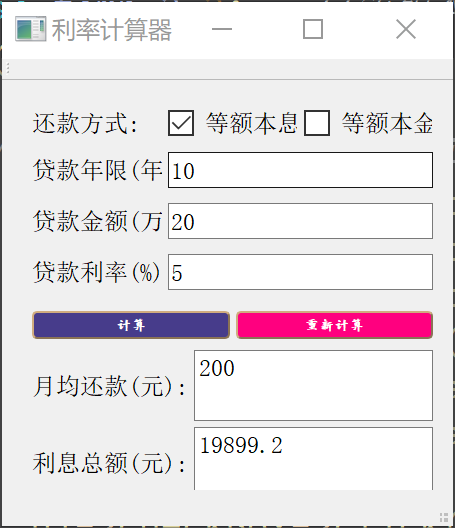 利率计算器
还款方式: 等额本息 等额本金
贷款年限(年 10
贷款金额(万 20
贷款利率(%) 5
计算 重新计算
月均还款(元): 200
利息总额(元): 19899.2